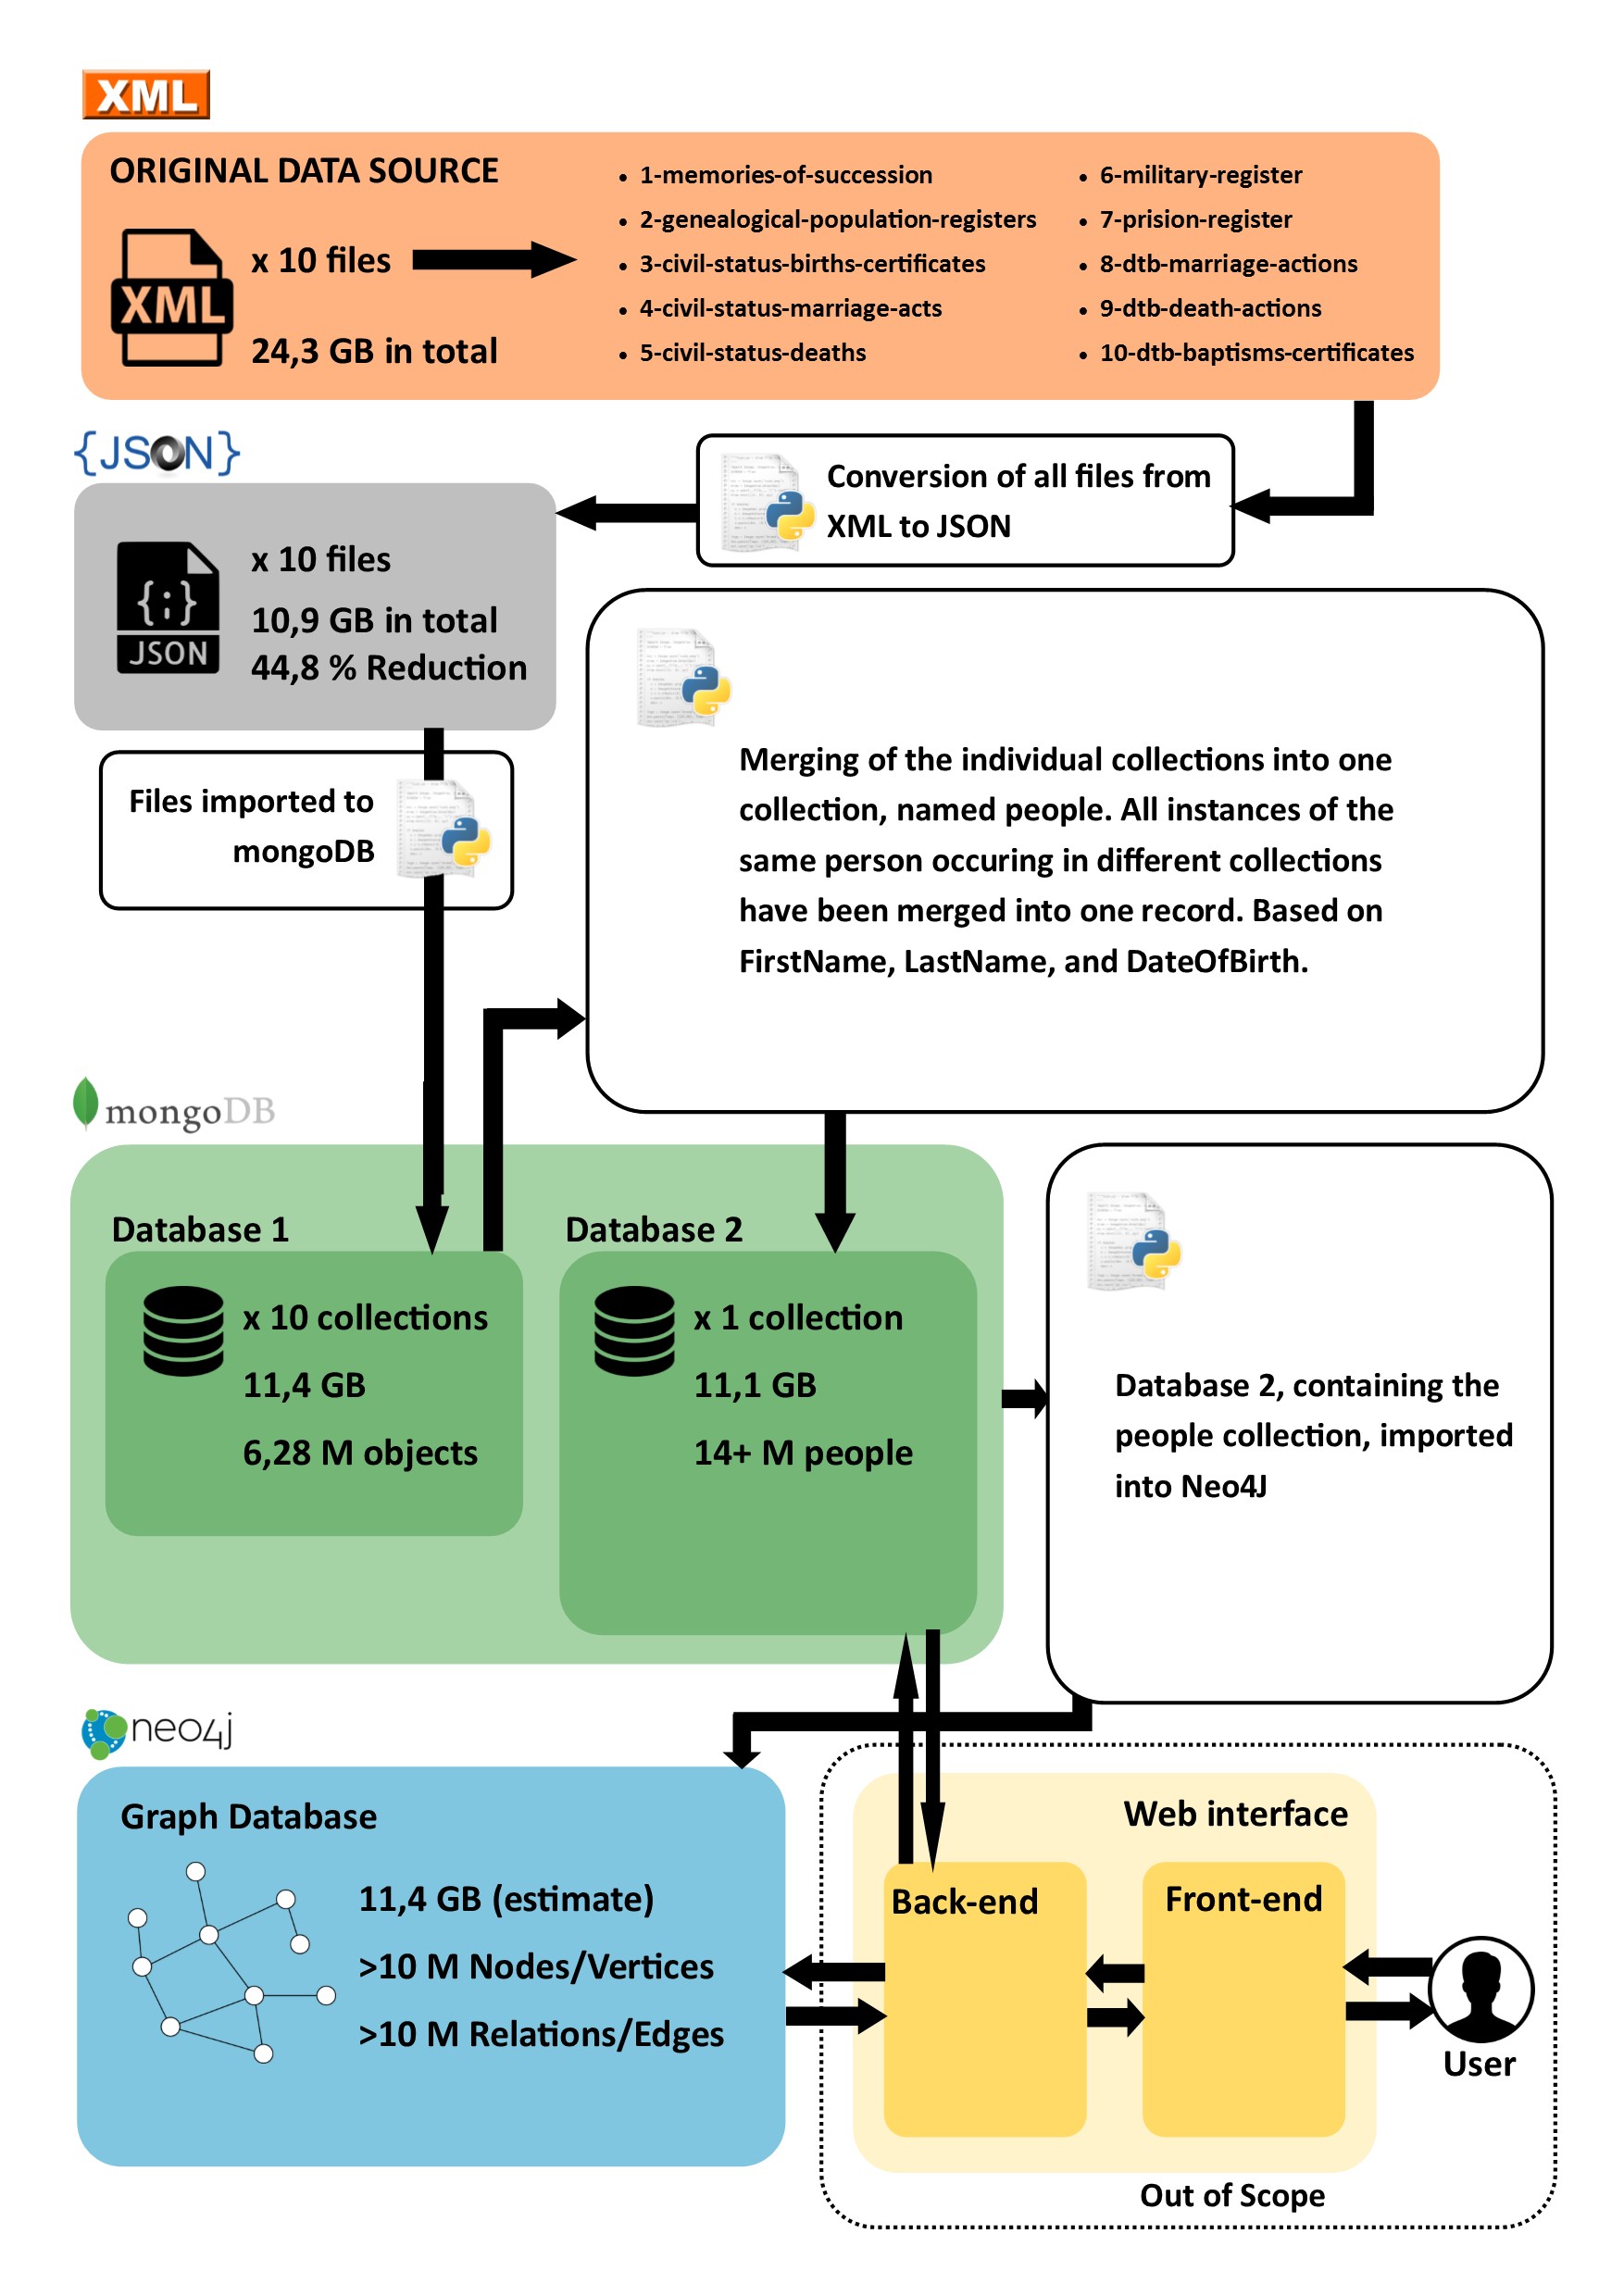 XML
ORIGINAL DATA SOURCE
XML
x 10 files
24,3 GB in total
• 1-memories-of-succession
• 2-genealogical-population-registers
• 3-civil-status-births-certificates
• 4-civil-status-marriage-acts
• 5-civil-status-deaths
• 6-military-register
• 7-prision-register
• 8-dtb-marriage-actions
• 9-dtb-death-actions
• 10-dtb-baptisms-certificates
{JSON}
Conversion of all files from
XML to JSON
{;}
JSON
x 10 files
10,9 GB in total
44,8 % Reduction
Files imported to
mongoDB
Merging of the individual collections into one
collection, named people. All instances of the
same person occuring in different collections
have been merged into one record. Based on
FirstName, LastName, and DateOfBirth.
mongoDB
Database 1
x 10 collections
11,4 GB
6,28 M objects
Database 2
x 1 collection
11,1 GB
14+ M people
Database 2, containing the
people collection, imported
into Neo4J
neo4j
Graph Database
11,4 GB (estimate)
>10 M Nodes/Vertices
>10 M Relations/Edges
Web interface
Back-end
Front-end
User
Out of Scope